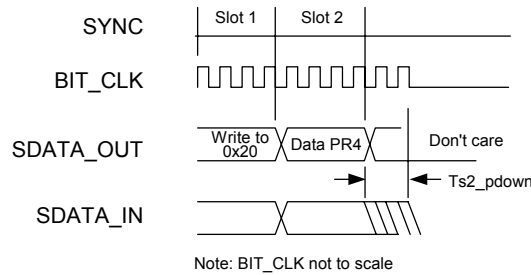 Slot 1 Slot 2
SYNC
BIT_CLK
SDATA_OUT
Write to
0x20
Data PR4
Don't care
Ts2_pdown
SDATA_IN
Note: BIT_CLK not to scale